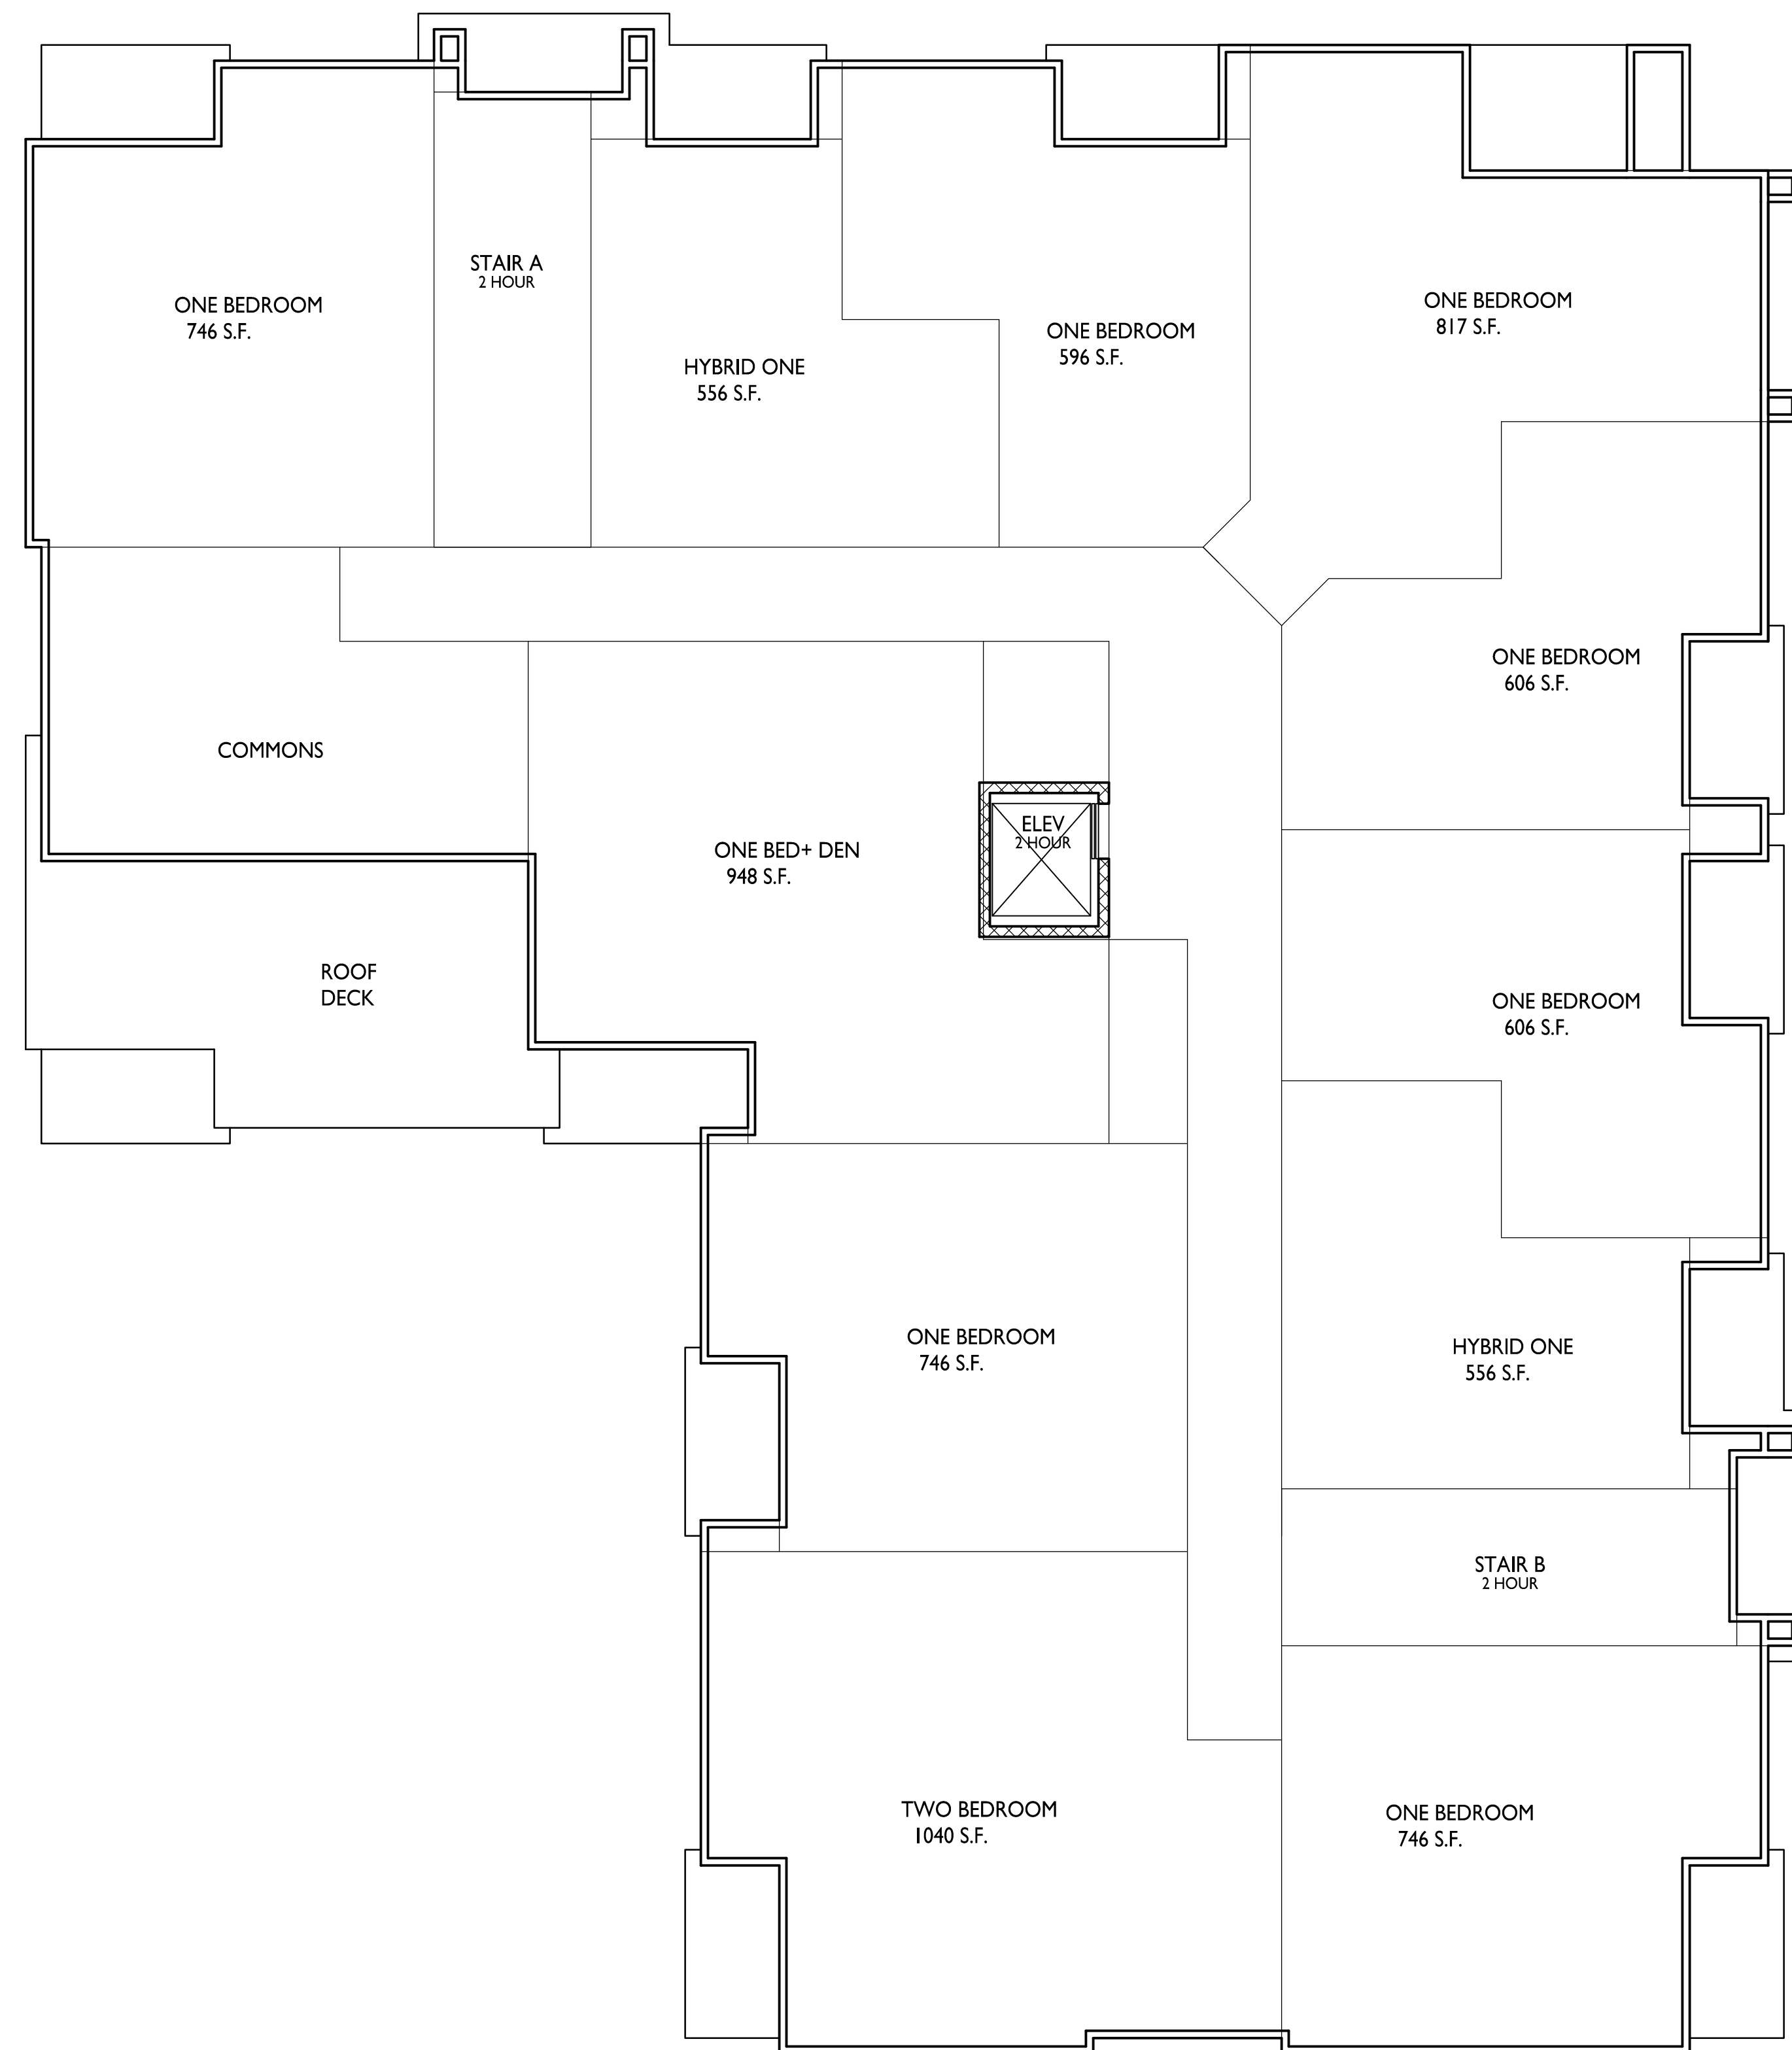 STAIR A
2 HOUR
ONE BEDROOM
746 S.F.
HYBRID ONE
556 S.F.
ONE BEDROOM
596 S.F.
ONE BEDROOM
817 S.F.
ONE BEDROOM
606 S.F.
COMMONS
ONE BED+ DEN
948 S.F.
ELEV
2 HOUR
ROOF
DECK
ONE BEDROOM
606 S.F.
ONE BEDROOM
746 S.F.
HYBRID ONE
556 S.F.
STAIR B
2 HOUR
TWO BEDROOM
1040 S.F.
ONE BEDROOM
746 S.F.